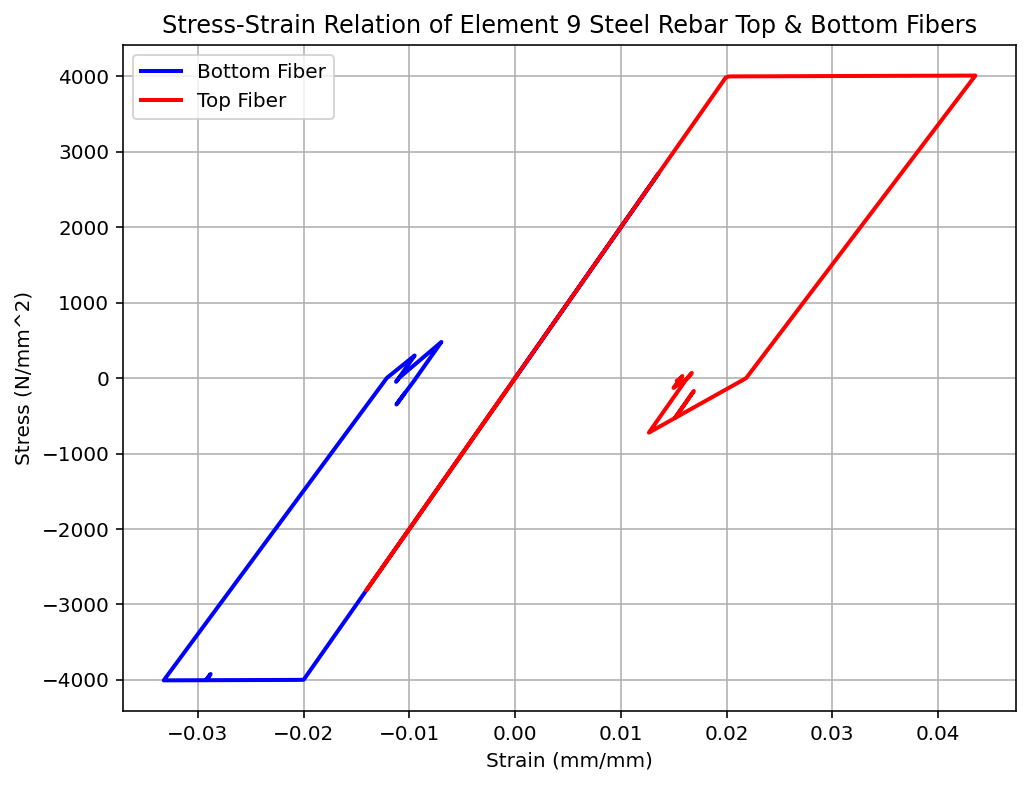 Stress-Strain Relation of Element 9 Steel Rebar Top & Bottom Fibers
Bottom Fiber
Top Fiber
4000
3000
2000
1000
0
−1000
−2000
−3000
−4000
Stress (N/mm^2)
−0.03 −0.02 −0.01 0.00 0.01 0.02 0.03 0.04
Strain (mm/mm)